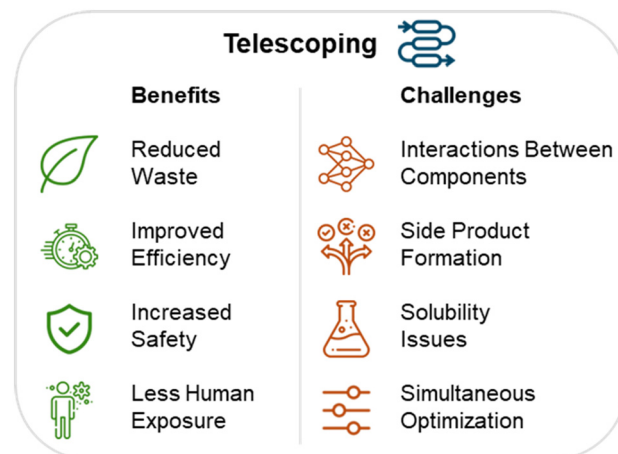 Telescoping
Benefits
Reduced
Waste
Improved
Efficiency
Increased
Safety
Less Human
Exposure
Challenges
Interactions Between
Components
Side Product
Formation
Solubility
Issues
Simultaneous
Optimization